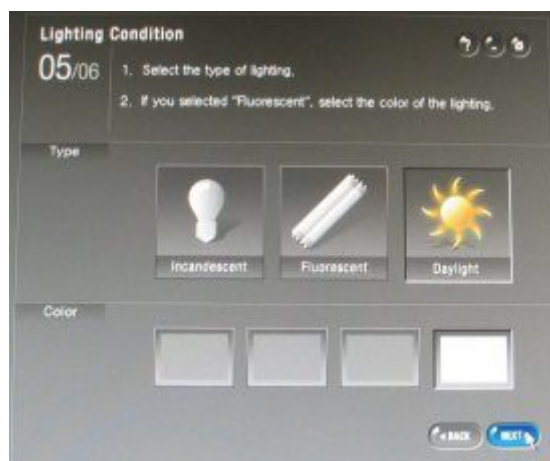 Lighting Condition
05/06
1. Select the type of lighting.
2. If you selected "Fluorescent", select the color of the lighting.
Type
Incandescent Fluorescent Daylight
Color
BACK NEXT